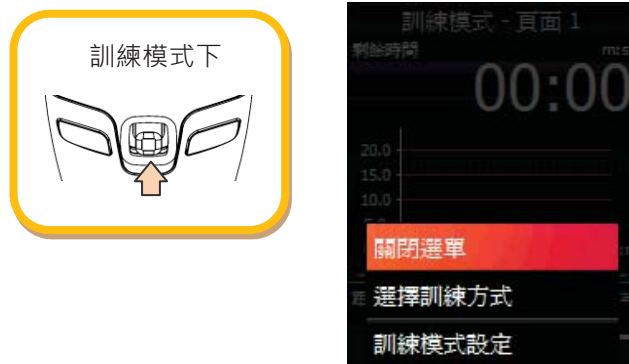 訓練模式下
訓練模式 - 頁面 1
剩餘時間
m:s
00:00
20.0
15.0
10.0
關閉選單
選擇訓練方式
訓練模式設定